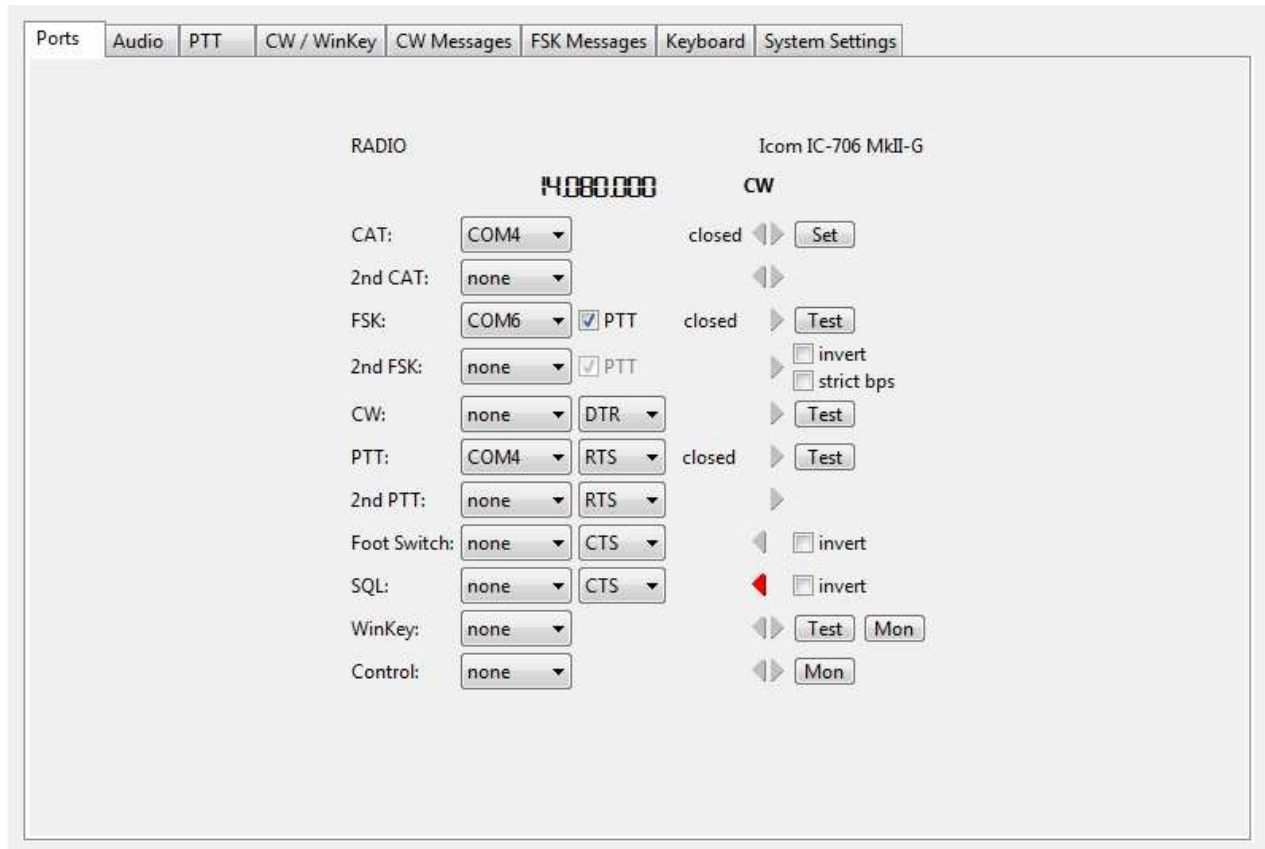 Ports Audio PTT CW / WinKey CW Messages FSK Messages Keyboard System Settings
RADIO Icom IC-706 MkII-G
14.080.000 CW
CAT: COM4 closed Set
2nd CAT: none
FSK: COM6 PTT closed Test
2nd FSK: none PTT invert
strict bps
CW: none DTR Test
PTT: COM4 RTS closed Test
2nd PTT: none RTS
Foot Switch: none CTS invert
SQL: none CTS invert
WinKey: none Test Mon
Control: none Mon